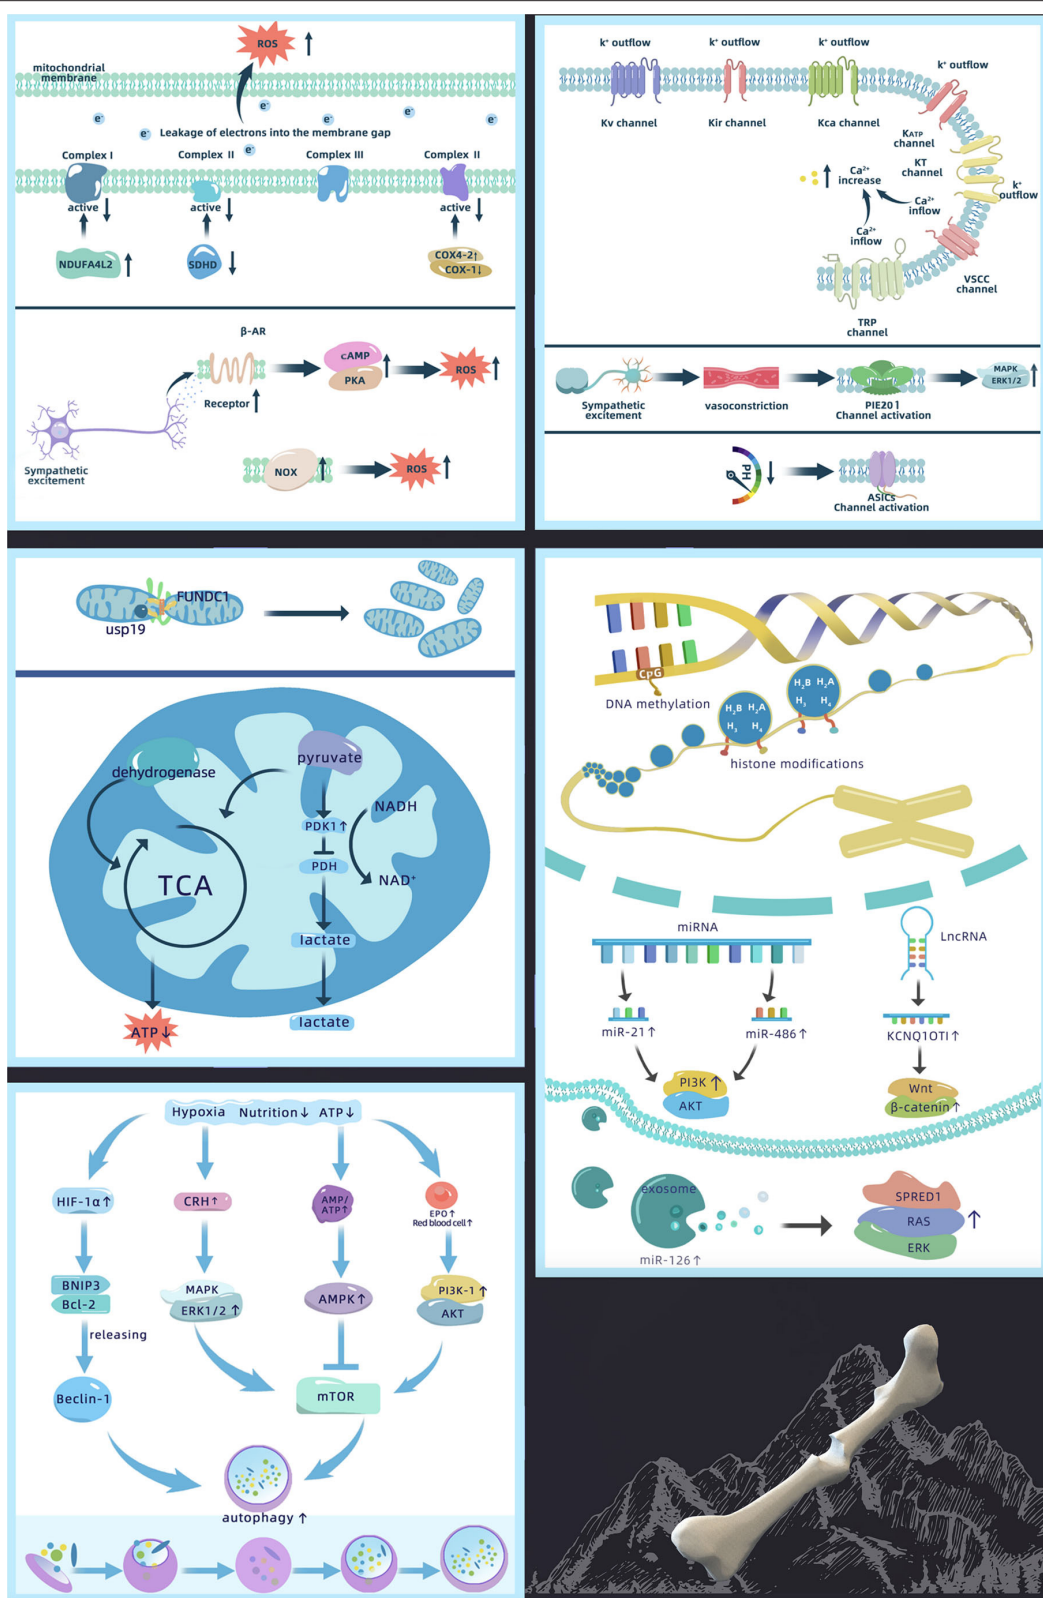 ROS
mitochondrial
membrane
e⁻
e⁻
e⁻
e⁻
e⁻
e⁻
Leakage of electrons into the membrane gap
e⁻
Complex I
Complex II
Complex III
Complex II
active
active
active
NDUFA4L2
SDHD
COX4-2↑
COX-1↓
β-AR
cAMP
PKA
ROS
Receptor
Sympathetic
excitement
NOX
ROS
k⁺ outflow
k⁺ outflow
k⁺ outflow
k⁺ outflow
Kv channel
Kir channel
Kca channel
KATP
channel
KT
channel
k⁺
outflow
Ca²⁺
increase
Ca²⁺
inflow
Ca²⁺
inflow
VSCC
channel
TRP
channel
Sympathetic
excitement
vasoconstriction
PIE201
Channel activation
MAPK
ERK1/2
PH
ASICs
Channel activation
FUNDC1
usp19
dehydrogenase
pyruvate
NADH
PDK1↑
PDH
NAD⁺
TCA
lactate
lactate
ATP↓
CpG
DNA methylation
H₂B H₂A
H₃ H₄
H₂B H₂A
H₃ H₄
histone modifications
miRNA
LncRNA
miR-21↑
miR-486↑
KCNQ1OTI↑
PI3K↑
AKT
Wnt
β-catenin↑
exosome
miR-126↑
SPRED1
RAS
ERK
Hypoxia Nutrition↓ ATP↓
HIF-1α↑
CRH↑
AMP/
ATP↑
EPO↑
Red blood cell↑
BNIP3
Bcl-2
MAPK
ERK1/2↑
AMPK↑
PI3K-1↑
AKT
releasing
Beclin-1
mTOR
autophagy↑